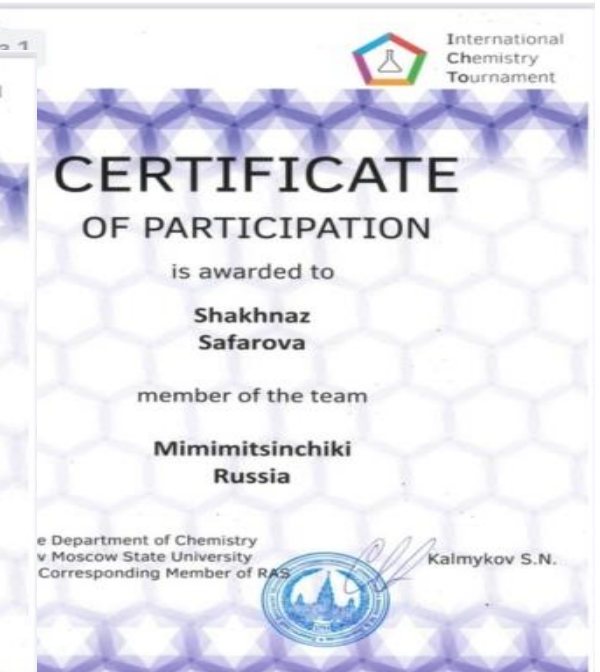 International
Chemistry
Tournament
CERTIFICATE
OF PARTICIPATION
is awarded to
Shakhnaz
Safarova
member of the team
Mimimitsinchiki
Russia
e Department of Chemistry
v Moscow State University
Corresponding Member of RAS
Kalmykov S.N.